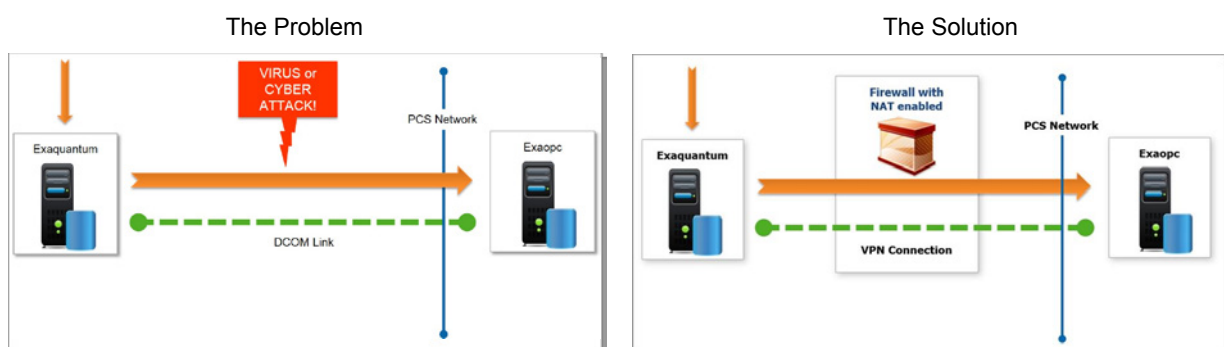 The Problem
VIRUS or
CYBER
ATTACK!
PCS Network
Exaquantum
Exaopc
DCOM Link
The Solution
Firewall with
NAT enabled
PCS Network
Exaquantum
Exaopc
VPN Connection